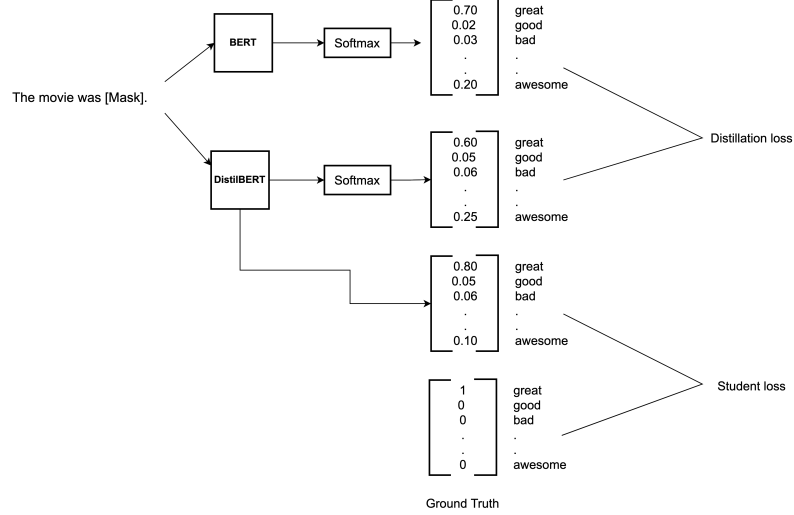 The movie was [Mask].
BERT
Softmax
0.70 great
0.02 good
0.03 bad
. .
. .
0.20 awesome
Distillation loss
DistilBERT
Softmax
0.60 great
0.05 good
0.06 bad
. .
. .
0.25 awesome
0.80 great
0.05 good
0.06 bad
. .
. .
0.10 awesome
Student loss
1 great
0 good
0 bad
. .
. .
0 awesome
Ground Truth